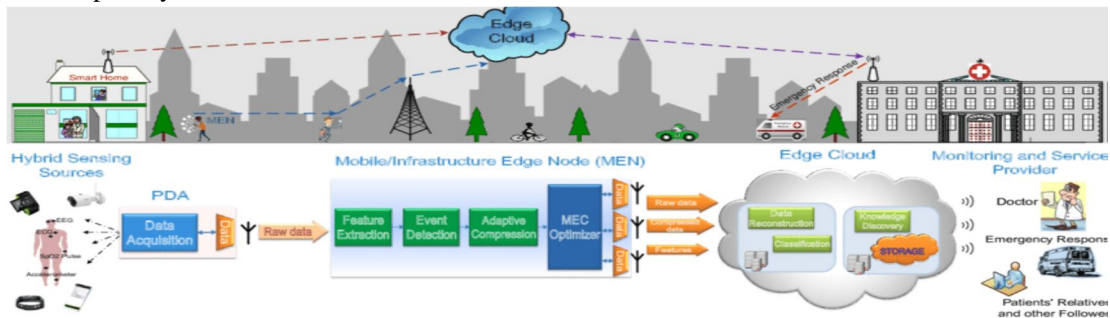 Edge
Cloud
Smart Home
MEN
Emergency Response
Hybrid Sensing
Sources
PDA
Mobile/Infrastructure Edge Node (MEN)
Edge Cloud
Monitoring and Service
Provider
EEG
ECG
SpO2 Pulse
Accelerometer
Data
Acquisition
Data
Raw data
Feature
Extraction
Event
Detection
Adaptive
Compression
MEC
Optimizer
Data
Data
Data
Raw data
Compressed
data
Features
Data
Reconstruction
Classification
Knowledge
Discovery
STORAGE
Doctor
Emergency Respons
Patients' Relatives
and other Follower